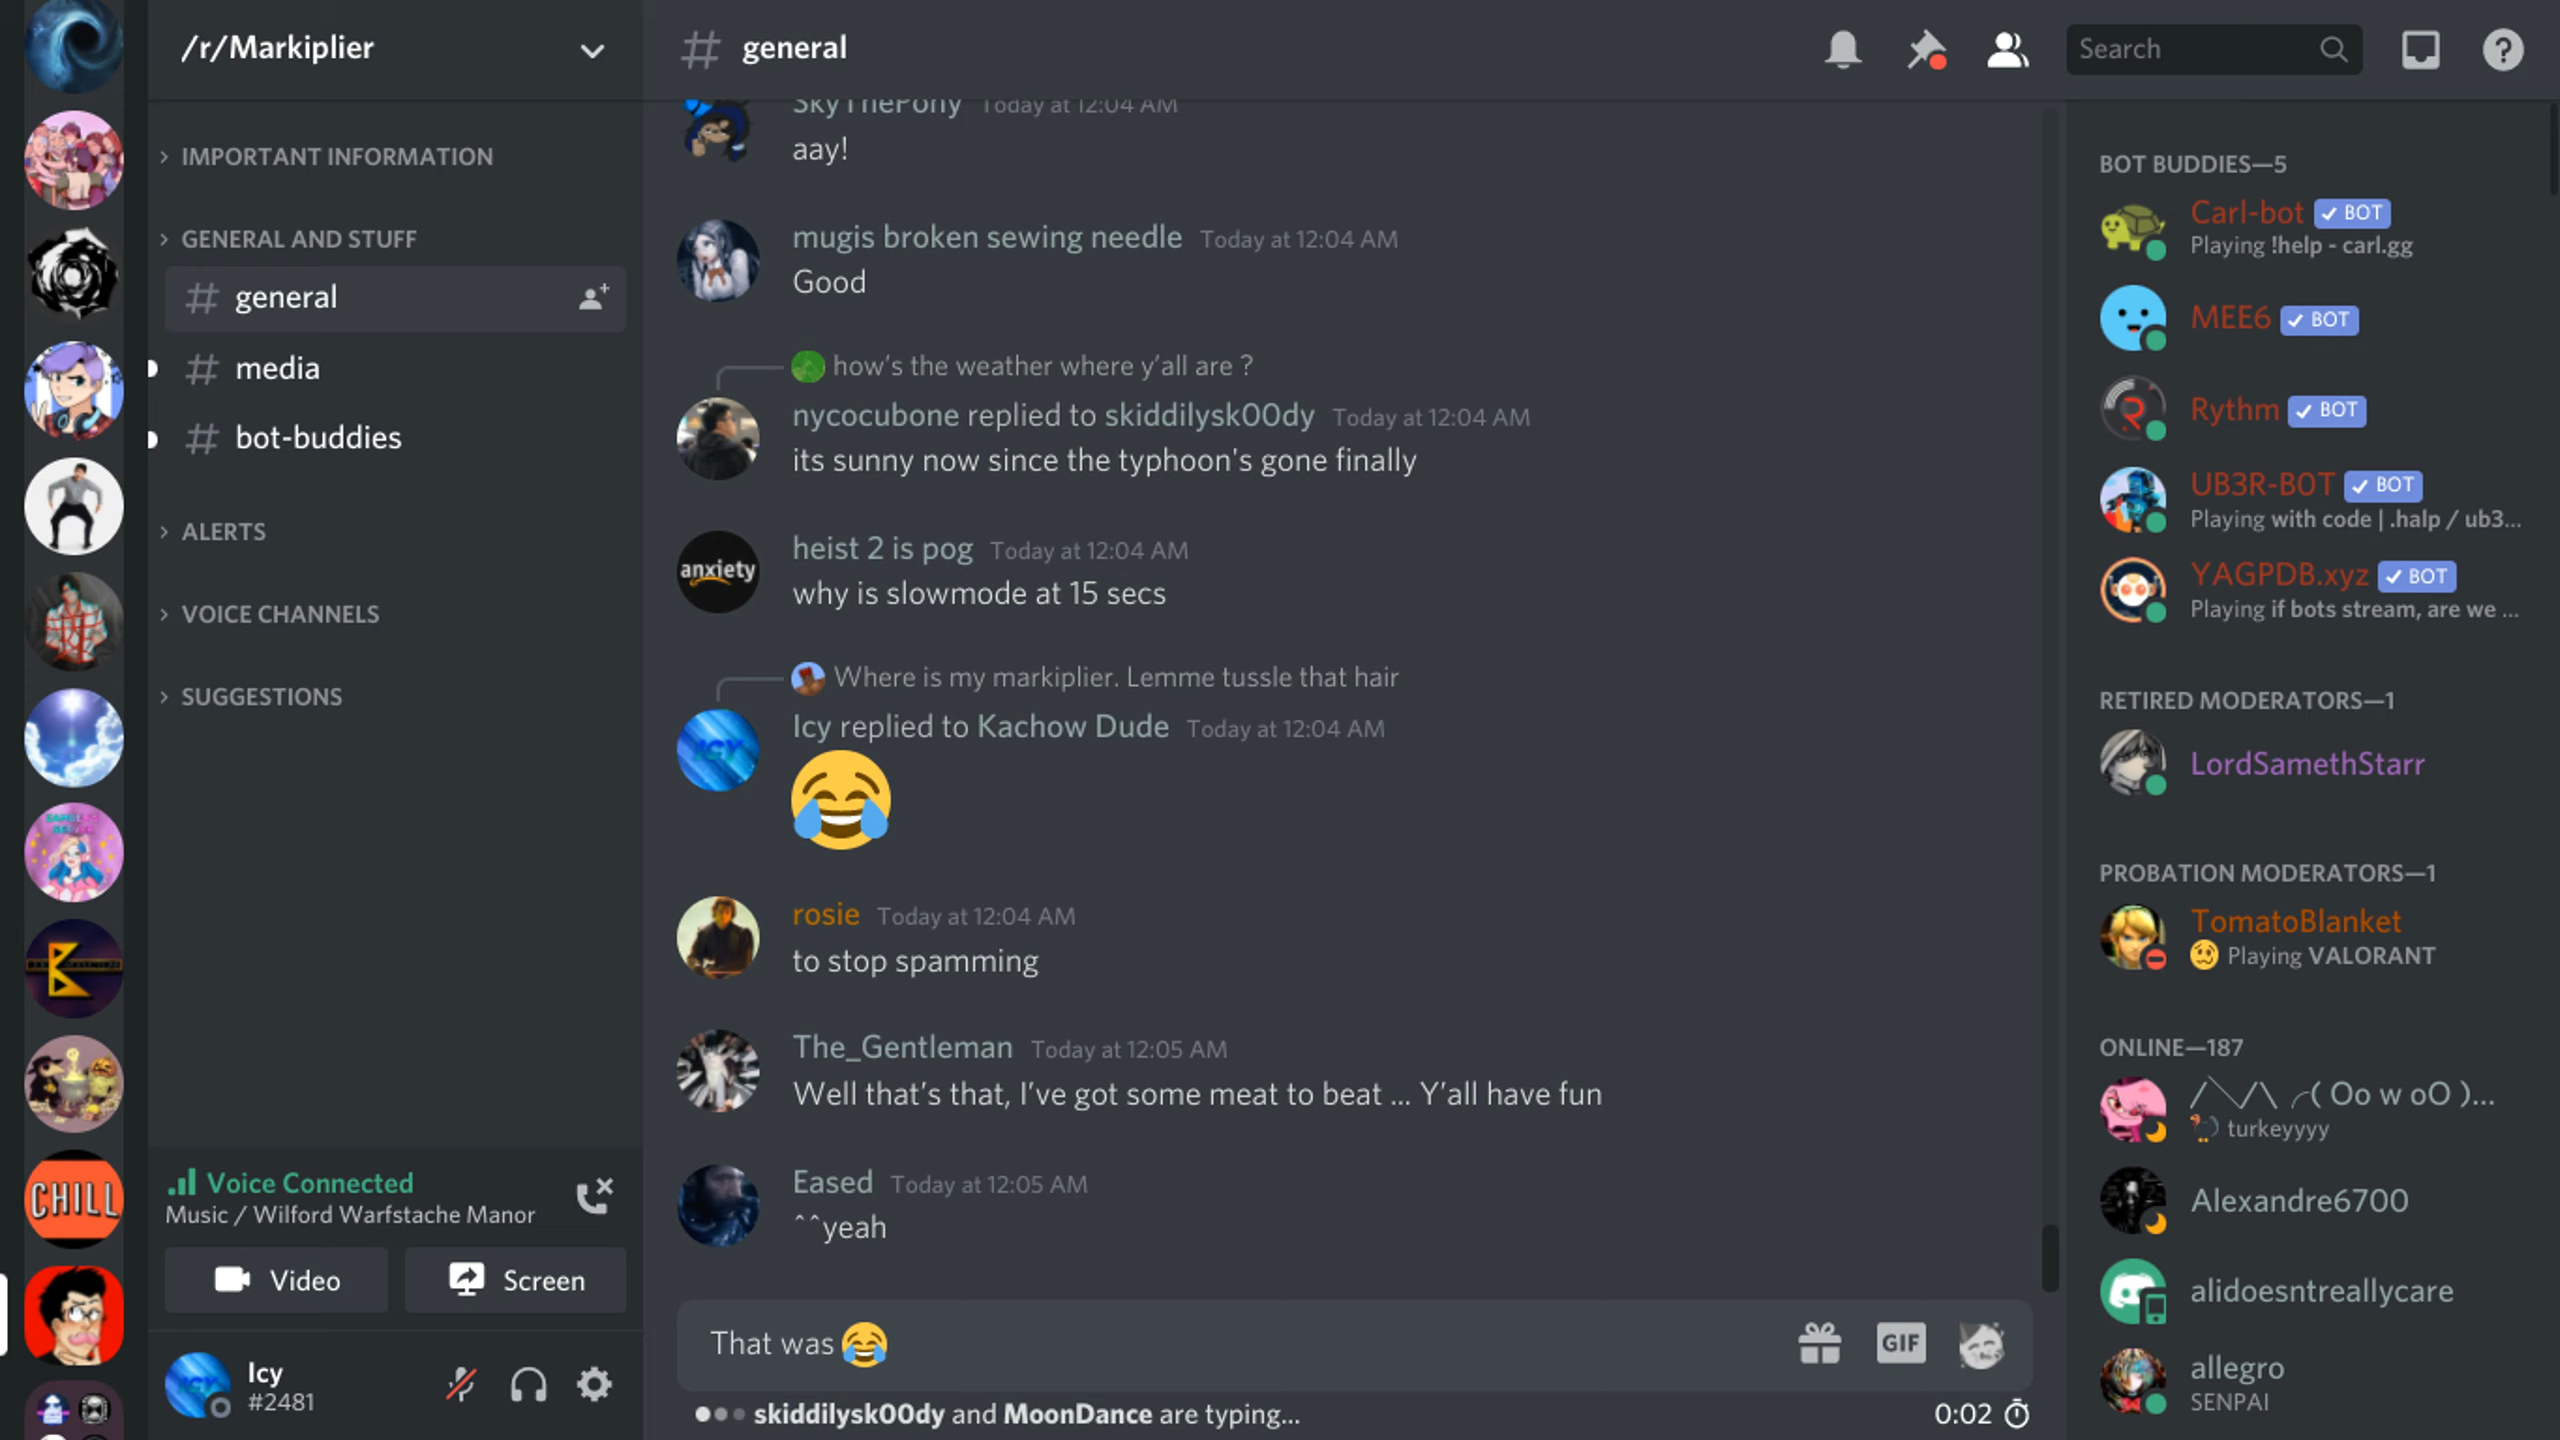 /r/Markiplier
IMPORTANT INFORMATION
GENERAL AND STUFF
general
media
bot-buddies
ALERTS
VOICE CHANNELS
SUGGESTIONS
CHILL
Voice Connected
Music / Wilford Warfstache Manor
Video
Screen
Icy
#2481
# general
Search
SkyThePony Today at 12:04 AM
aay!
mugis broken sewing needle Today at 12:04 AM
Good
how’s the weather where y’all are ?
nycocubone replied to skiddilysk00dy Today at 12:04 AM
its sunny now since the typhoon's gone finally
anxiety
heist 2 is pog Today at 12:04 AM
why is slowmode at 15 secs
Where is my markiplier. Lemme tussle that hair
ICY
Icy replied to Kachow Dude Today at 12:04 AM
😂
rosie Today at 12:04 AM
to stop spamming
The_Gentleman Today at 12:05 AM
Well that’s that, I’ve got some meat to beat ... Y’all have fun
Eased Today at 12:05 AM
^^yeah
That was 😂
GIF
skiddilysk00dy and MoonDance are typing...
0:02
BOT BUDDIES—5
Carl-bot ✓ BOT
Playing !help - carl.gg
MEE6 ✓ BOT
Rythm ✓ BOT
UB3R-B0T ✓ BOT
Playing with code | .halp / ub3...
YAGPDB.xyz ✓ BOT
Playing if bots stream, are we ...
RETIRED MODERATORS—1
LordSamethStarr
PROBATION MODERATORS—1
TomatoBlanket
Playing VALORANT
ONLINE—187
/╲/\ ╭( Oo w oO )...
turkeyyyy
Alexandre6700
alidoesntreallycare
allegro
SENPAI